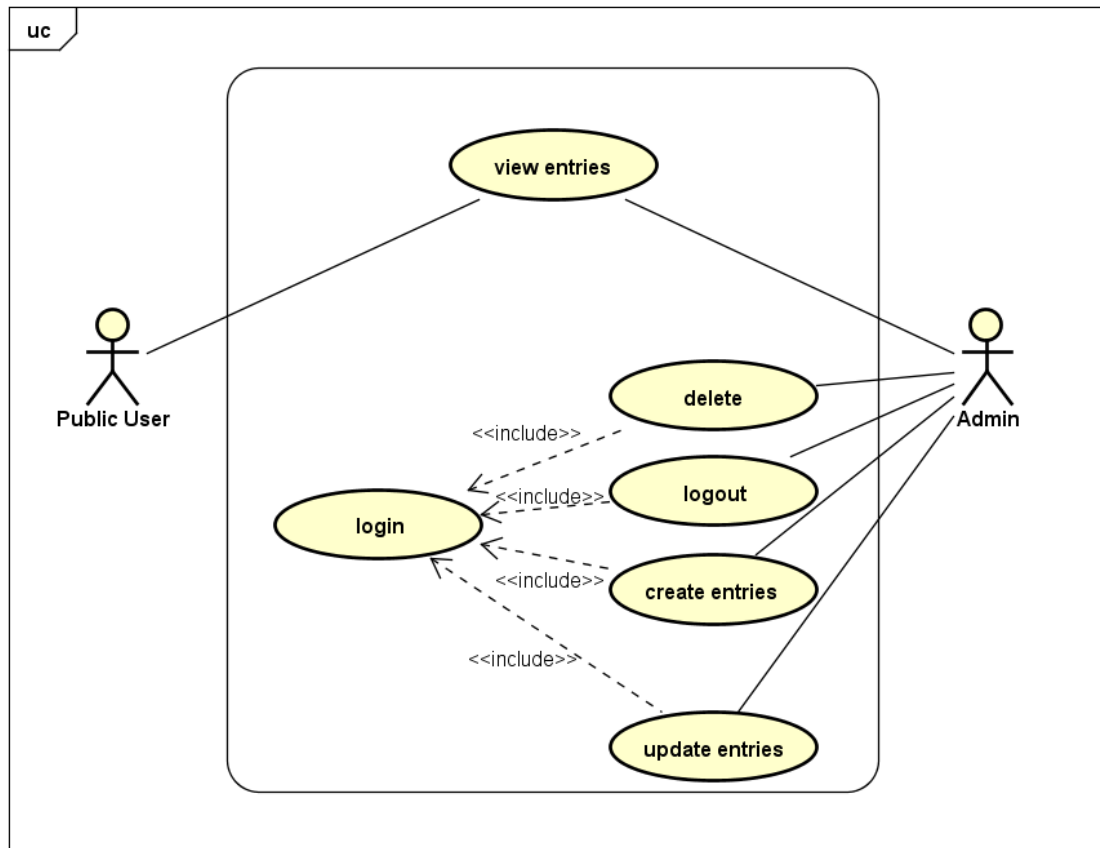 uc
view entries
Public User
Admin
delete
<<include>>
logout
<<include>>
login
create entries
<<include>>
<<include>>
update entries